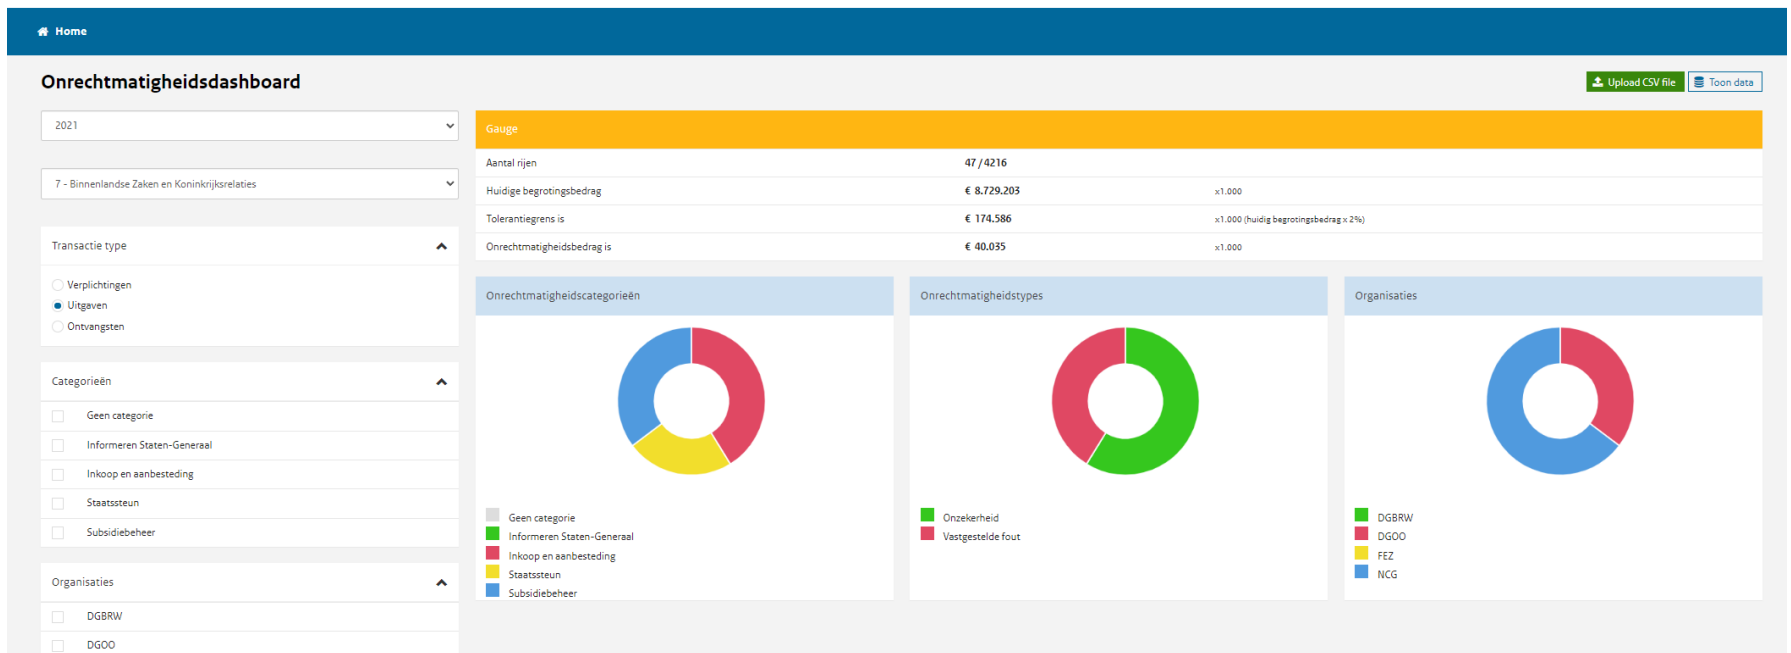 Home
Onrechtmatigheidsdashboard
Upload CSV file
Toon data
2021
7 - Binnenlandse Zaken en Koninkrijksrelaties
Transactie type
Verplichtingen
Uitgaven
Ontvangsten
Categorieën
Geen categorie
Informeren Staten-Generaal
Inkoop en aanbesteding
Staatssteun
Subsidiebeheer
Organisaties
DGBRW
DGOO
Gauge
Aantal rijen 47 / 4216
Huidige begrotingsbedrag € 8.729.203 x1.000
Tolerantiegrens is € 174.586 x1.000 (huidig begrotingsbedrag x 2%)
Onrechtmatigheidsbedrag is € 40.035 x1.000
Onrechtmatigheidscategorieën
Geen categorie
Informeren Staten-Generaal
Inkoop en aanbesteding
Staatssteun
Subsidiebeheer
Onrechtmatigheidstypes
Onzekerheid
Vastgestelde fout
Organisaties
DGBRW
DGOO
FEZ
NCG